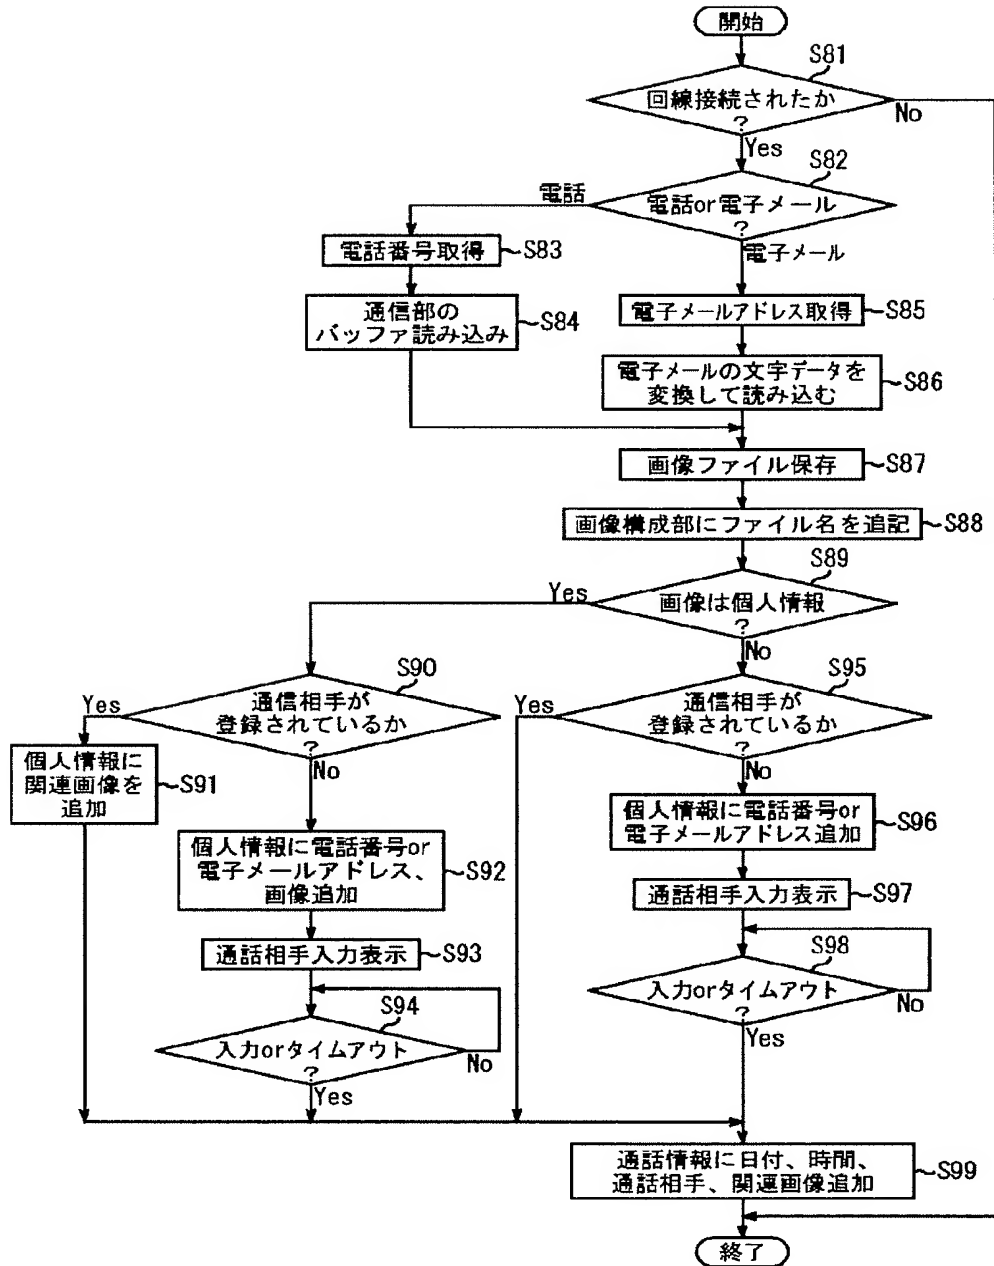 開始
S81
回線接続されたか
?
No
Yes
S82
電話
電話or電子メール
?
電子メール
電話番号取得
S83
通信部の
バッファ読み込み
S84
電子メールアドレス取得
S85
電子メールの文字データを
変換して読み込む
S86
画像ファイル保存
S87
画像構成部にファイル名を追記
S88
S89
Yes
画像は個人情報
?
No
S90
Yes
通信相手が
登録されているか
?
No
S95
Yes
通信相手が
登録されているか
?
No
個人情報に
関連画像を
追加
S91
個人情報に電話番号or
電子メールアドレス、
画像追加
S92
通話相手入力表示
S93
S94
入力orタイムアウト
?
No
Yes
個人情報に電話番号or
電子メールアドレス追加
S96
通話相手入力表示
S97
S98
入力orタイムアウト
?
No
Yes
通話情報に日付、時間、
通話相手、関連画像追加
S99
終了